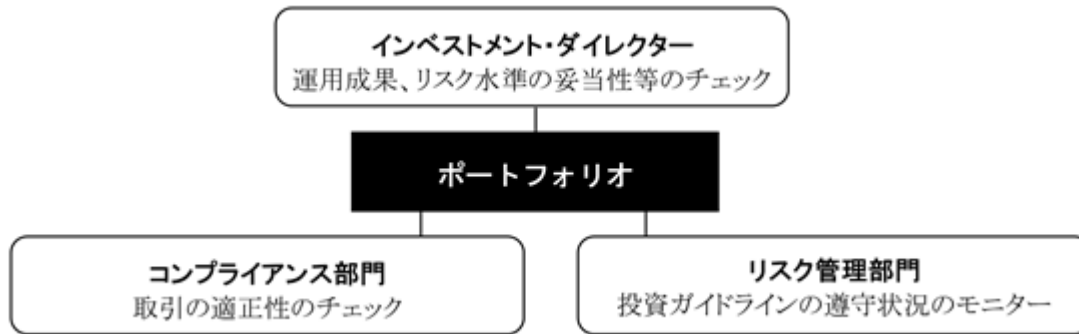 インベストメント・ダイレクター
運用成果、リスク水準の妥当性等のチェック
ポートフォリオ
コンプライアンス部門
取引の適正性のチェック
リスク管理部門
投資ガイドラインの遵守状況のモニター